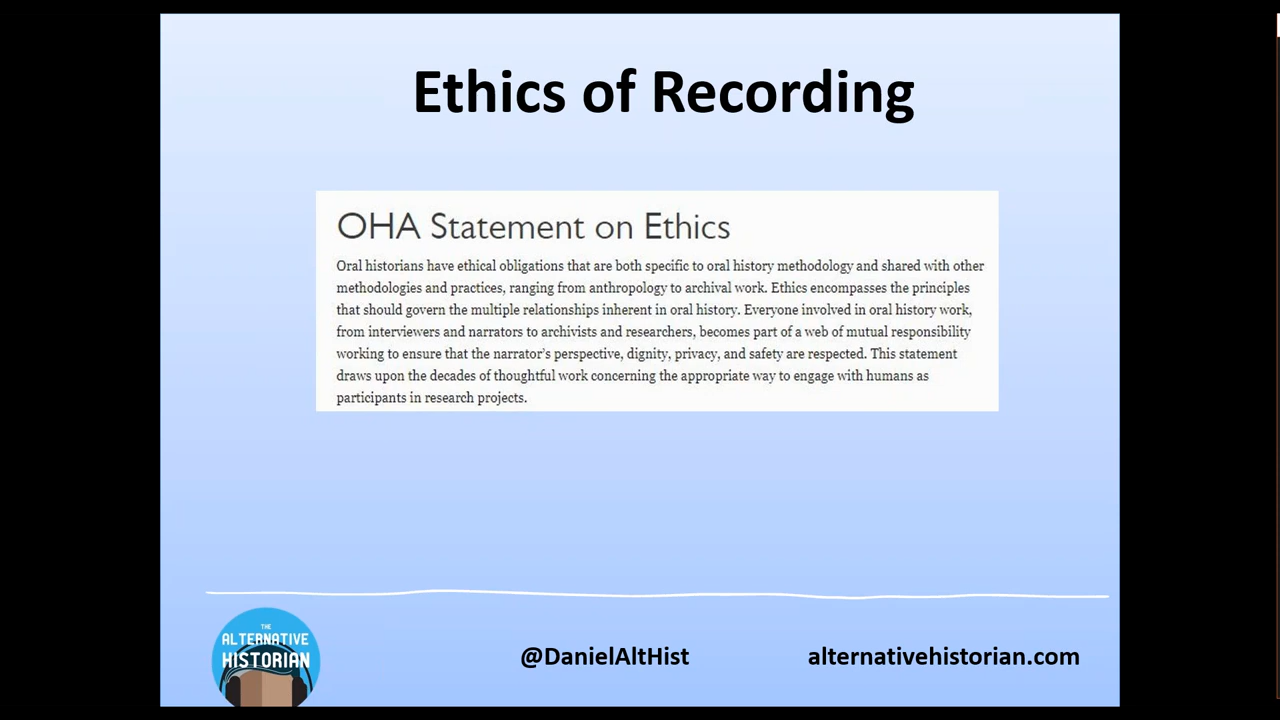 Ethics of Recording
OHA Statement on Ethics
Oral historians have ethical obligations that are both specific to oral history methodology and shared with other
methodologies and practices, ranging from anthropology to archival work. Ethics encompasses the principles
that should govern the multiple relationships inherent in oral history. Everyone involved in oral history work,
from interviewers and narrators to archivists and researchers, becomes part of a web of mutual responsibility
working to ensure that the narrator's perspective, dignity, privacy, and safety are respected. This statement
draws upon the decades of thoughtful work concerning the appropriate way to engage with humans as
participants in research projects.
THE
ALTERNATIVE
HISTORIAN
@DanielAltHist
alternativehistorian.com